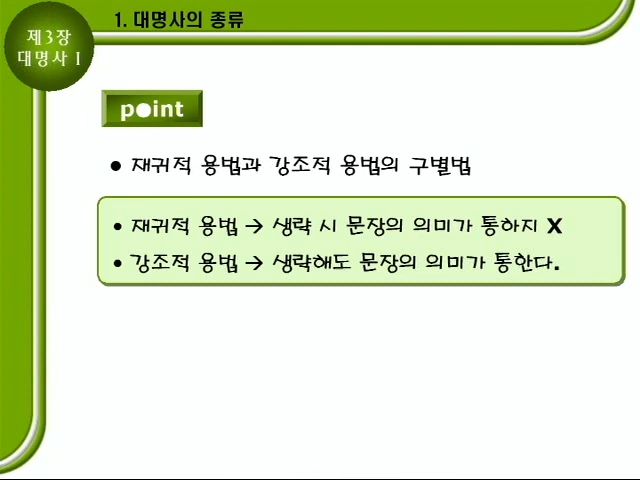 1. 대명사의 종류
제3장
대명사 I
point
● 재귀적 용법과 강조적 용법의 구별법
• 재귀적 용법 → 생략 시 문장의 의미가 통하지 X
• 강조적 용법 → 생략해도 문장의 의미가 통한다.